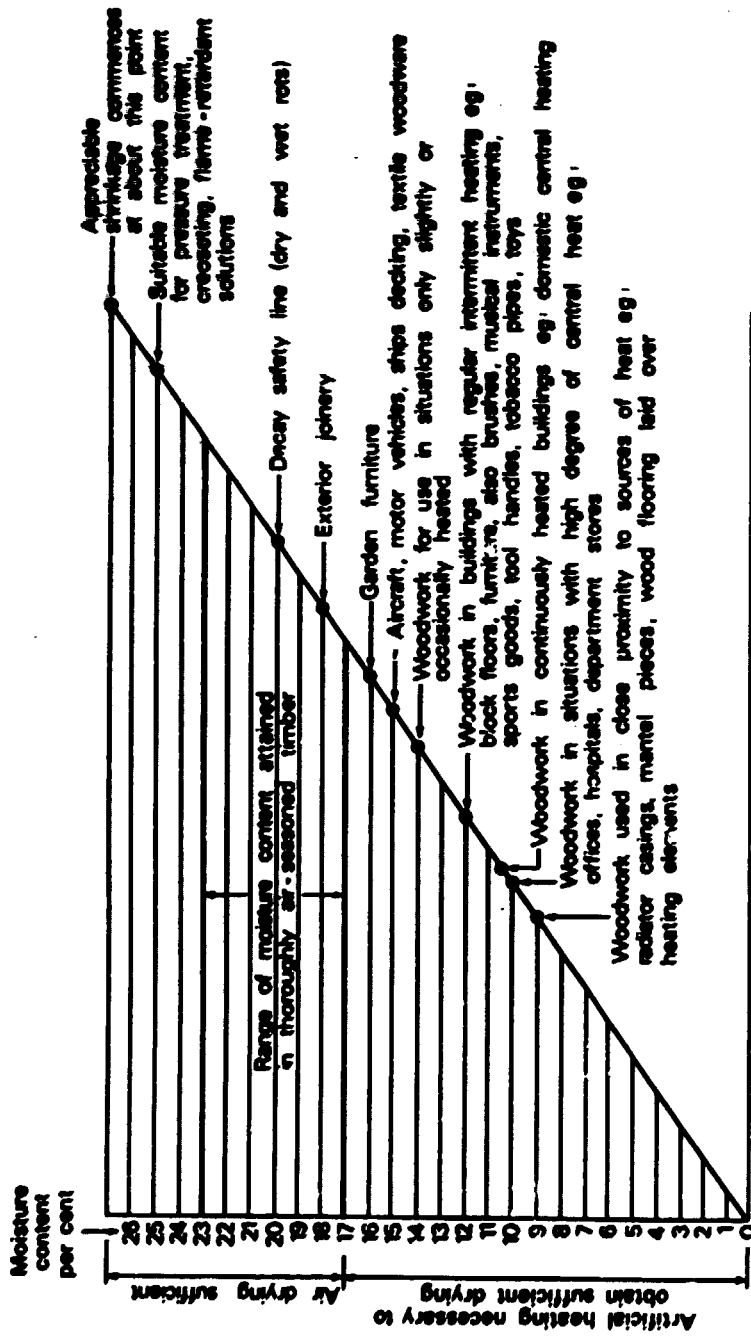 Moisture
content
per cent
26
25
24
23
22
21
20
19
18
17
16
15
14
13
12
11
10
9
8
7
6
5
4
3
2
1
0
Air drying sufficient
Artificial heating necessary to
obtain sufficient drying
Range of moisture content attained
in thoroughly air-seasoned timber
Appreciable
shrinkage commences
at about this point
Suitable moisture content
for pressure treatment,
creosoting, flame-retardant
solutions
Decay safety line (dry and wet rots)
Exterior joinery
Garden furniture
Aircraft, motor vehicles, ships decking, textile woodware
Woodwork for use in situations only slightly or
occasionally heated
Woodwork in buildings with regular intermittent heating eg:
block floors, furniture, also brushes, musical instruments,
sports goods, tool handles, tobacco pipes, toys
Woodwork in continuously heated buildings eg: domestic central heating
Woodwork in situations with high degree of central heat eg:
offices, hospitals, department stores
Woodwork used in close proximity to sources of heat eg:
radiator casings, mantel pieces, wood flooring laid over
heating elements